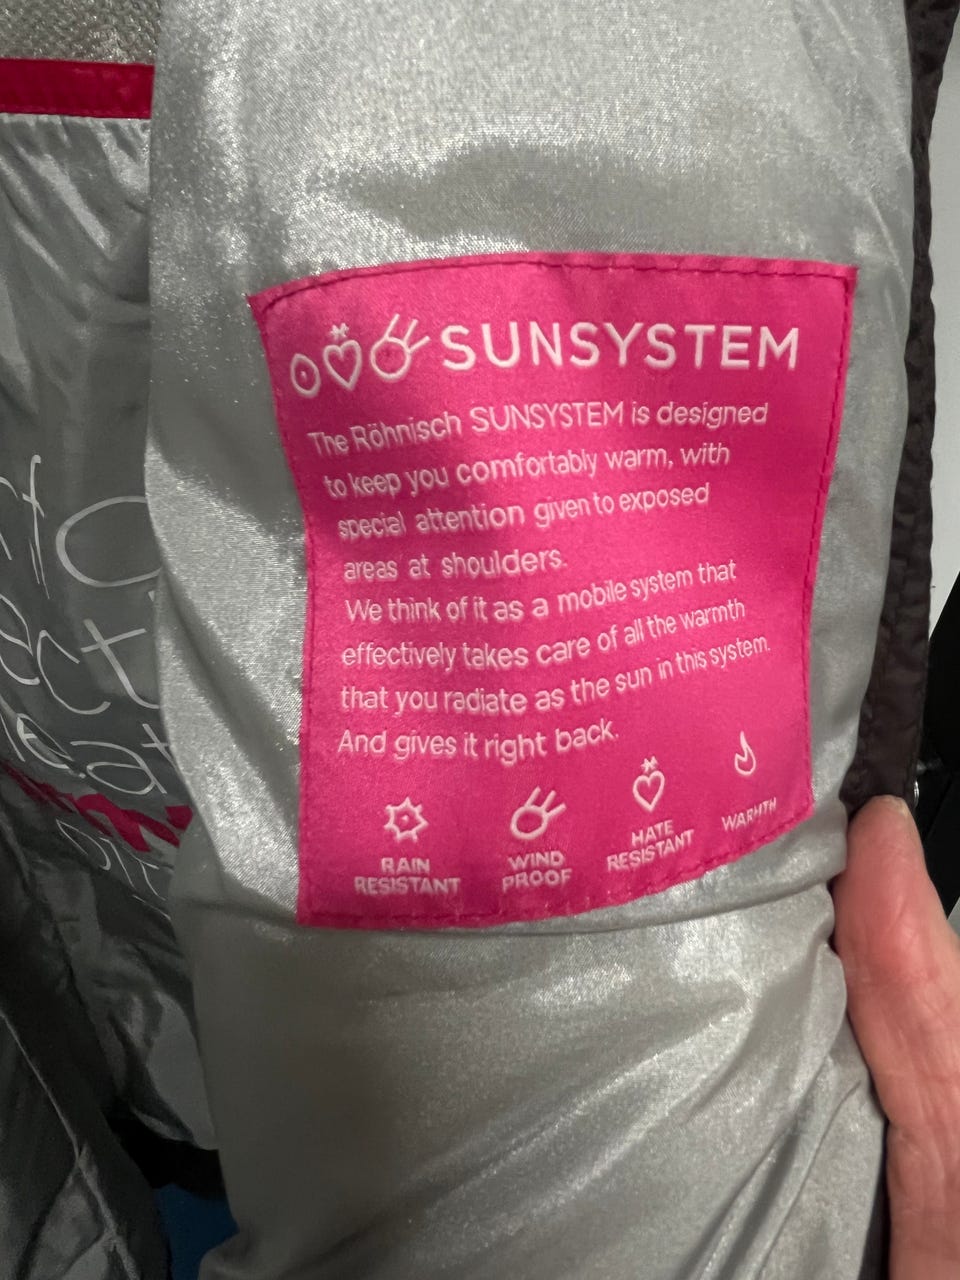 SUNSYSTEM
The Röhnisch SUNSYSTEM is designed
to keep you comfortably warm, with
special attention given to exposed
areas at shoulders.
We think of it as a mobile system that
effectively takes care of all the warmth
that you radiate as the sun in this system.
And gives it right back.
RAIN
RESISTANT
WIND
PROOF
HATE
RESISTANT
WARMTH